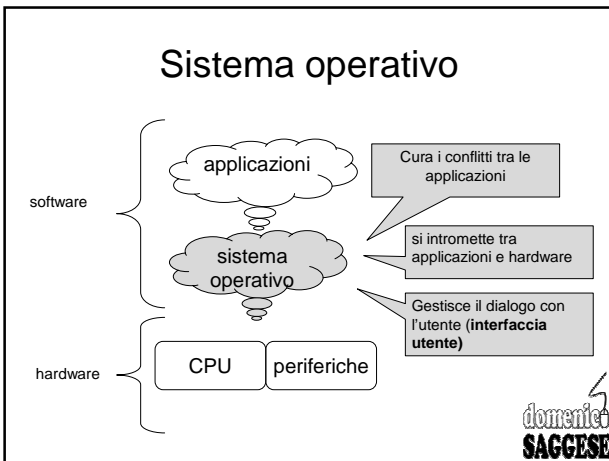 Sistema operativo
applicazioni
Cura i conflitti tra le
applicazioni
software
sistema
operativo
si intromette tra
applicazioni e hardware
Gestisce il dialogo con
l'utente (interfaccia
utente)
hardware
CPU
periferiche
domenico
SAGGESE